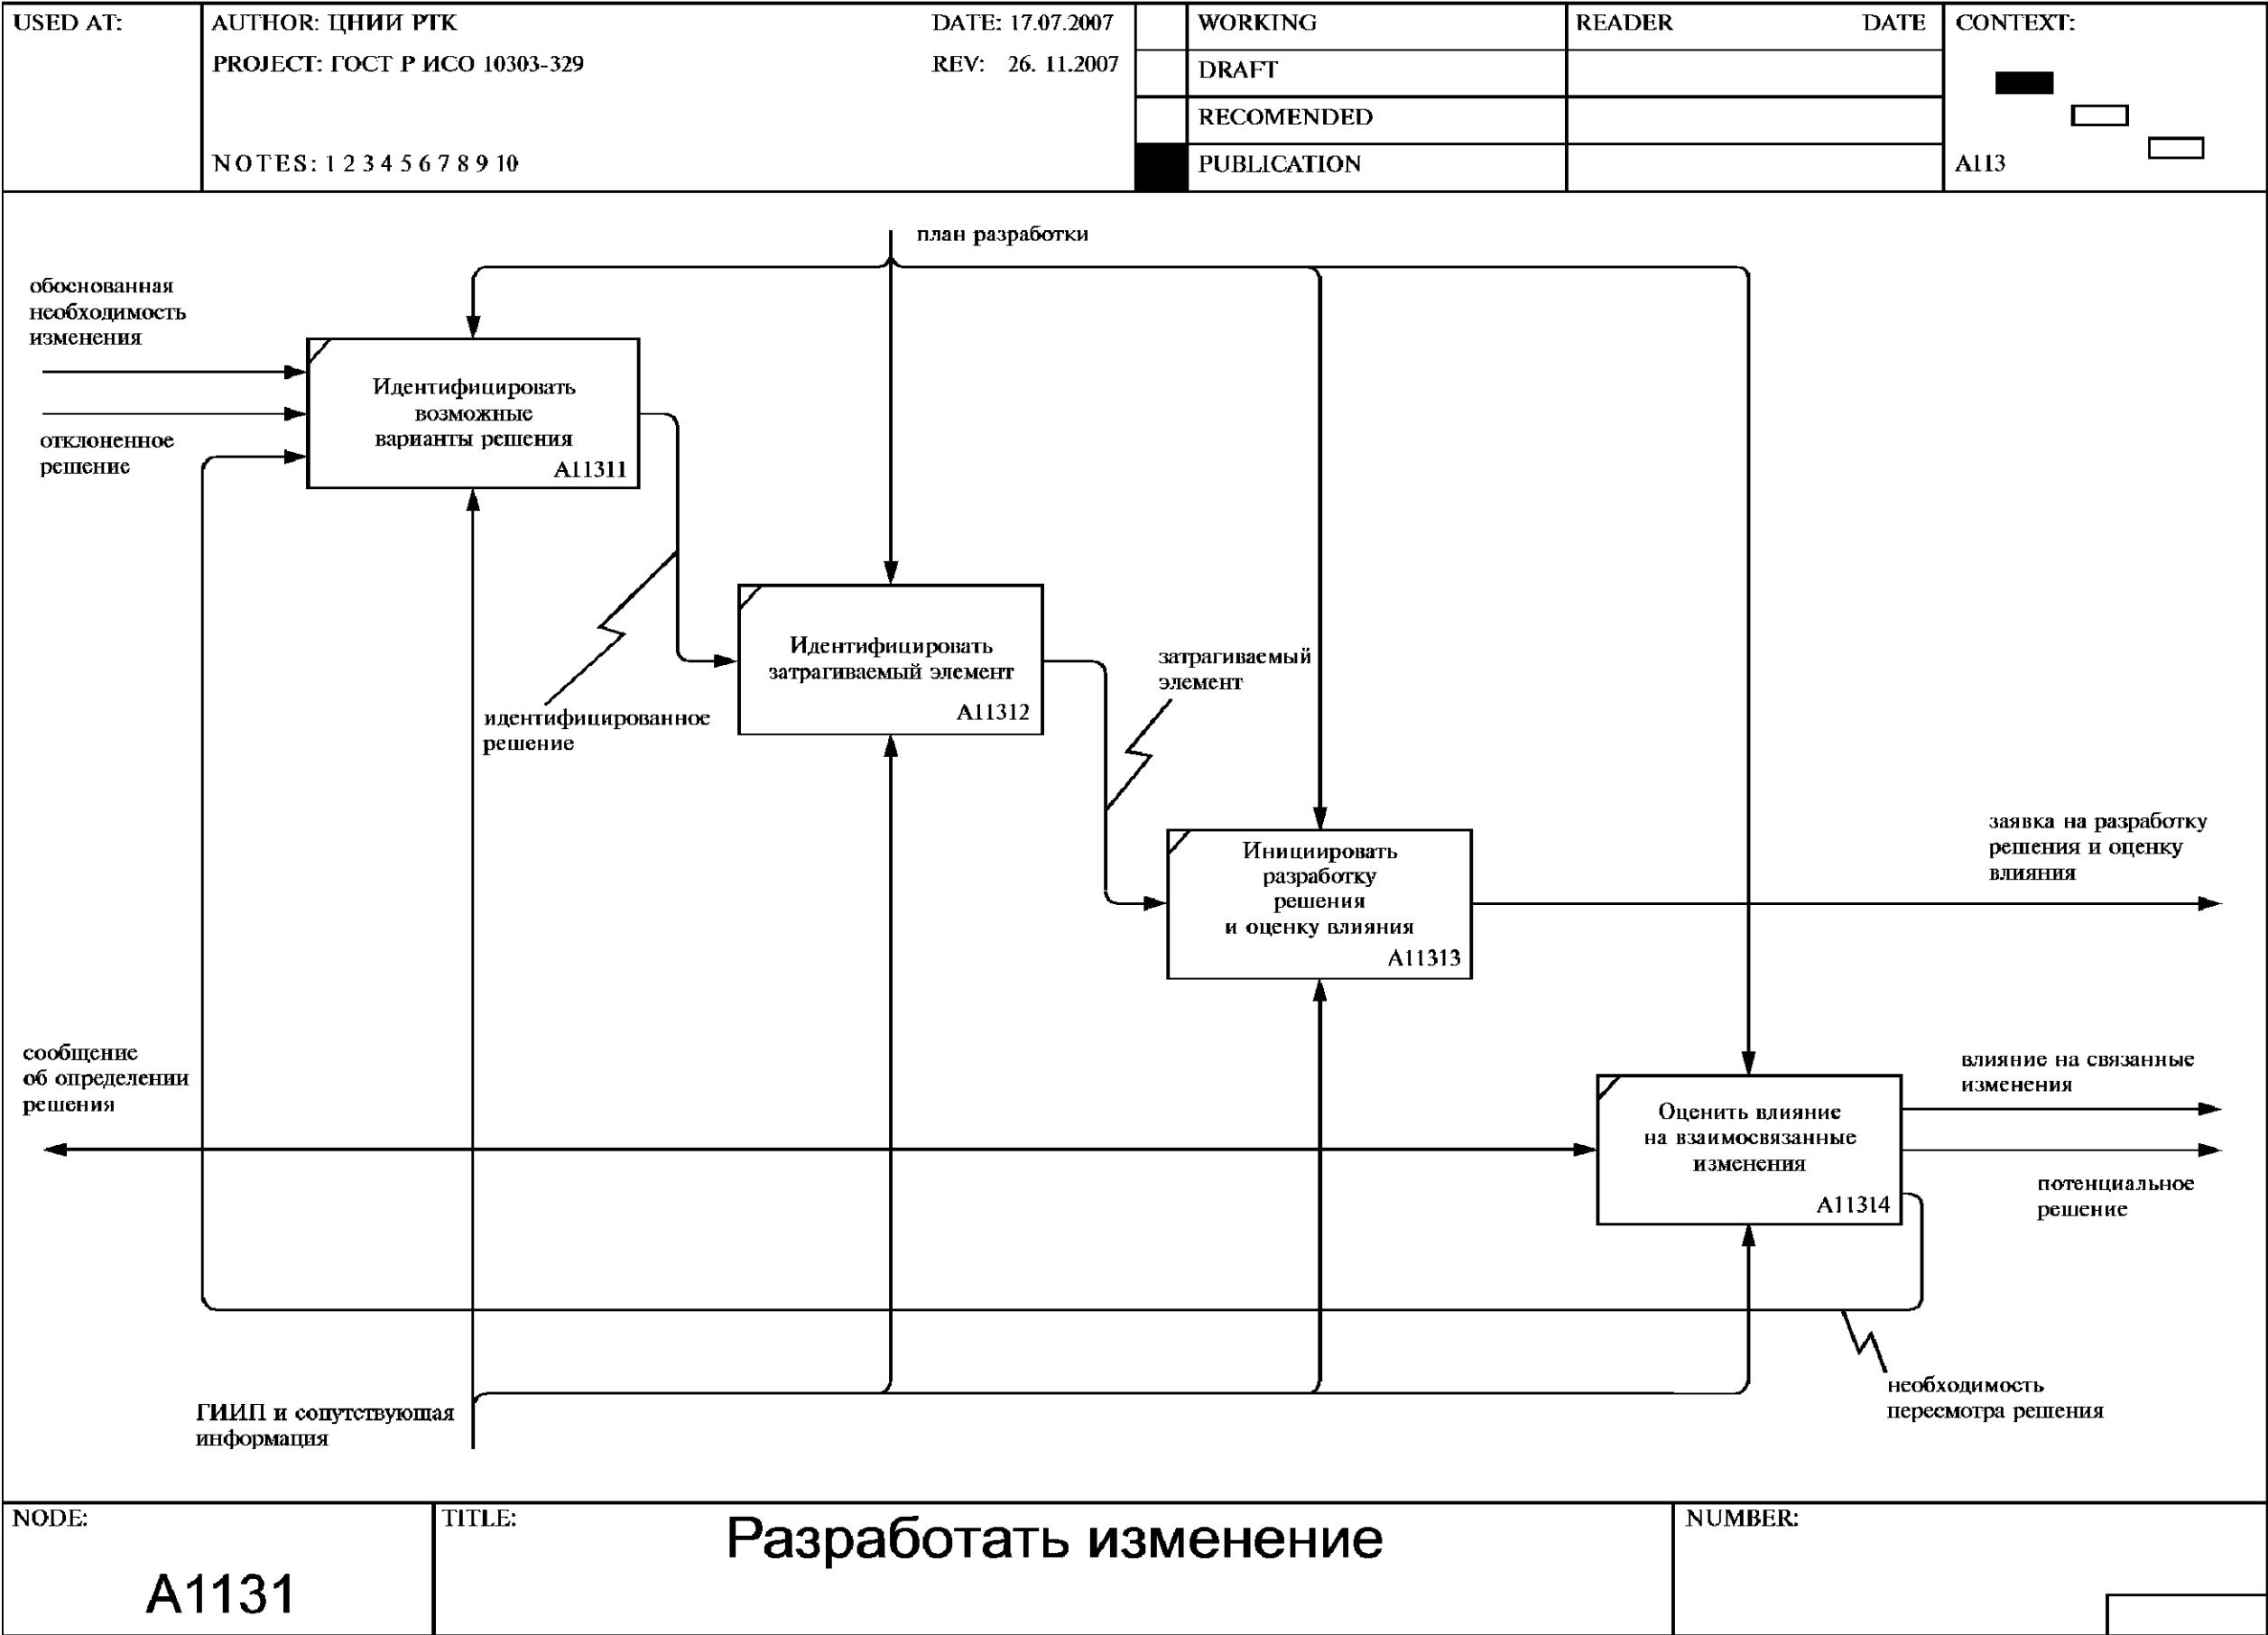 USED AT:
AUTHOR: ЦНИИ РТК
DATE: 17.07.2007
PROJECT: ГОСТ Р ИСО 10303-329
REV: 26. 11.2007
NOTES: 1 2 3 4 5 6 7 8 9 10
WORKING
DRAFT
RECOMENDED
PUBLICATION
READER
DATE
CONTEXT:
A113
план разработки
обоснованная
необходимость
изменения
отклоненное
решение
Идентифицировать
возможные
варианты решения
A11311
идентифицированное
решение
Идентифицировать
затрагиваемый элемент
A11312
затрагиваемый
элемент
Инициировать
разработку
решения
и оценку влияния
A11313
заявка на разработку
решения и оценку
влияния
сообщение
об определении
решения
Оценить влияние
на взаимосвязанные
изменения
A11314
влияние на связанные
изменения
потенциальное
решение
необходимость
пересмотра решения
ГИИП и сопутствующая
информация
NODE:
A1131
TITLE:
Разработать изменение
NUMBER: